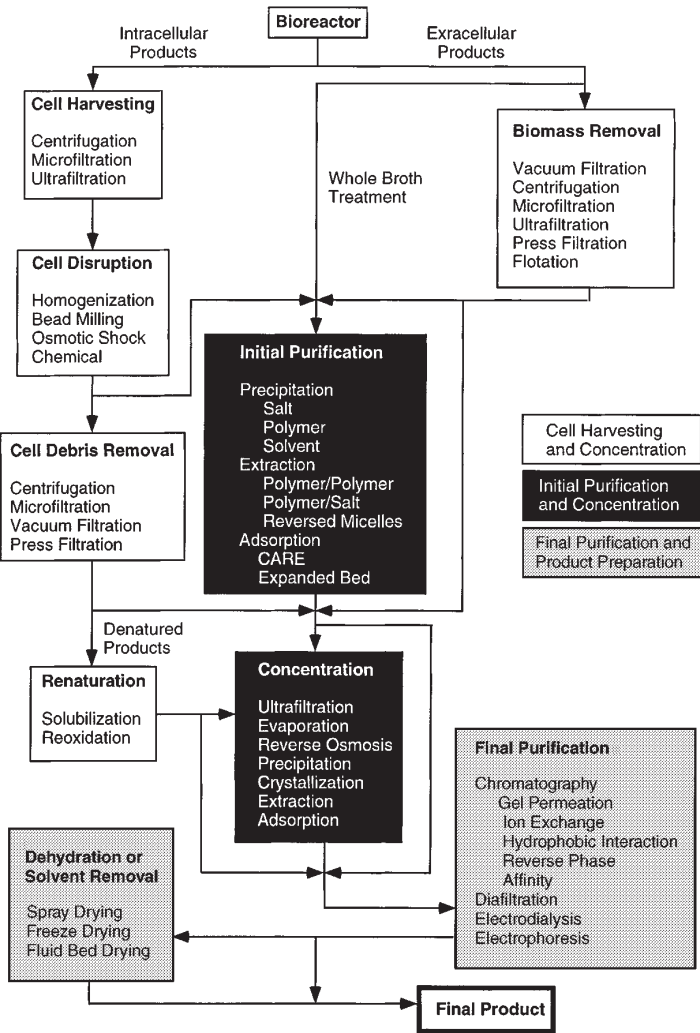 Bioreactor
Intracellular
Products
Extracellular
Products
Cell Harvesting
Centrifugation
Microfiltration
Ultrafiltration
Biomass Removal
Vacuum Filtration
Centrifugation
Microfiltration
Ultrafiltration
Press Filtration
Flotation
Whole Broth
Treatment
Cell Disruption
Homogenization
Bead Milling
Osmotic Shock
Chemical
Initial Purification
Precipitation
Salt
Polymer
Solvent
Extraction
Polymer/Polymer
Polymer/Salt
Reversed Micelles
Adsorption
CARE
Expanded Bed
Cell Debris Removal
Centrifugation
Microfiltration
Vacuum Filtration
Press Filtration
Cell Harvesting
and Concentration
Initial Purification
and Concentration
Final Purification and
Product Preparation
Denatured
Products
Renaturation
Solubilization
Reoxidation
Concentration
Ultrafiltration
Evaporation
Reverse Osmosis
Precipitation
Crystallization
Extraction
Adsorption
Final Purification
Chromatography
Gel Permeation
Ion Exchange
Hydrophobic Interaction
Reverse Phase
Affinity
Diafiltration
Electrodialysis
Electrophoresis
Dehydration or
Solvent Removal
Spray Drying
Freeze Drying
Fluid Bed Drying
Final Product